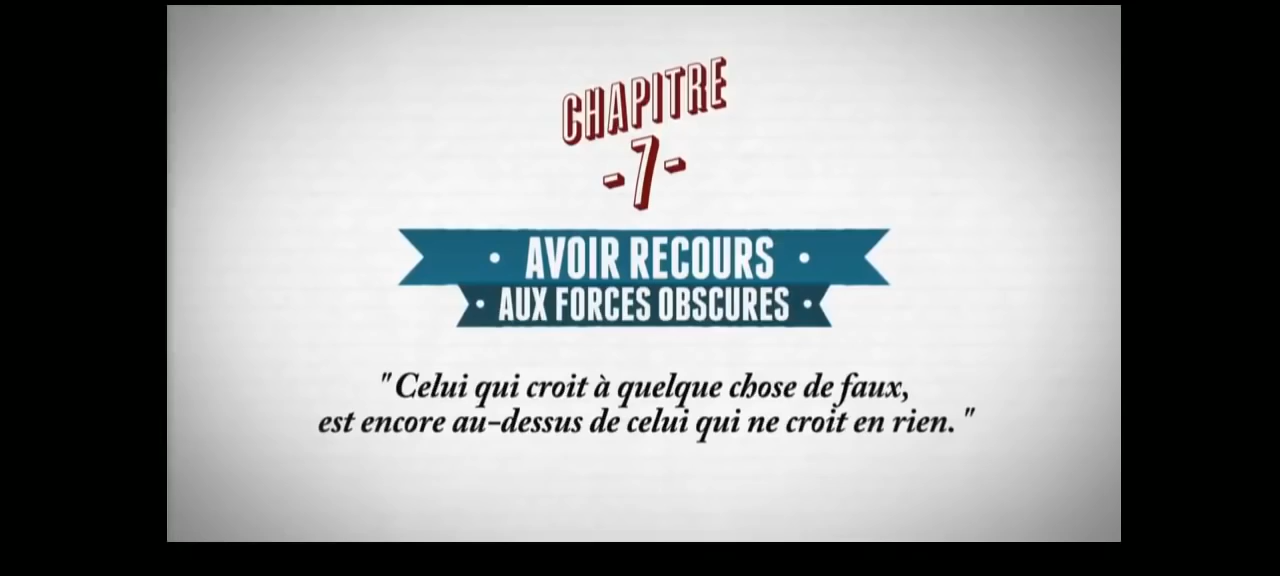 CHAPITRE
-7-
• AVOIR RECOURS •
• AUX FORCES OBSCURES •
"Celui qui croit à quelque chose de faux,
est encore au-dessus de celui qui ne croit en rien. "